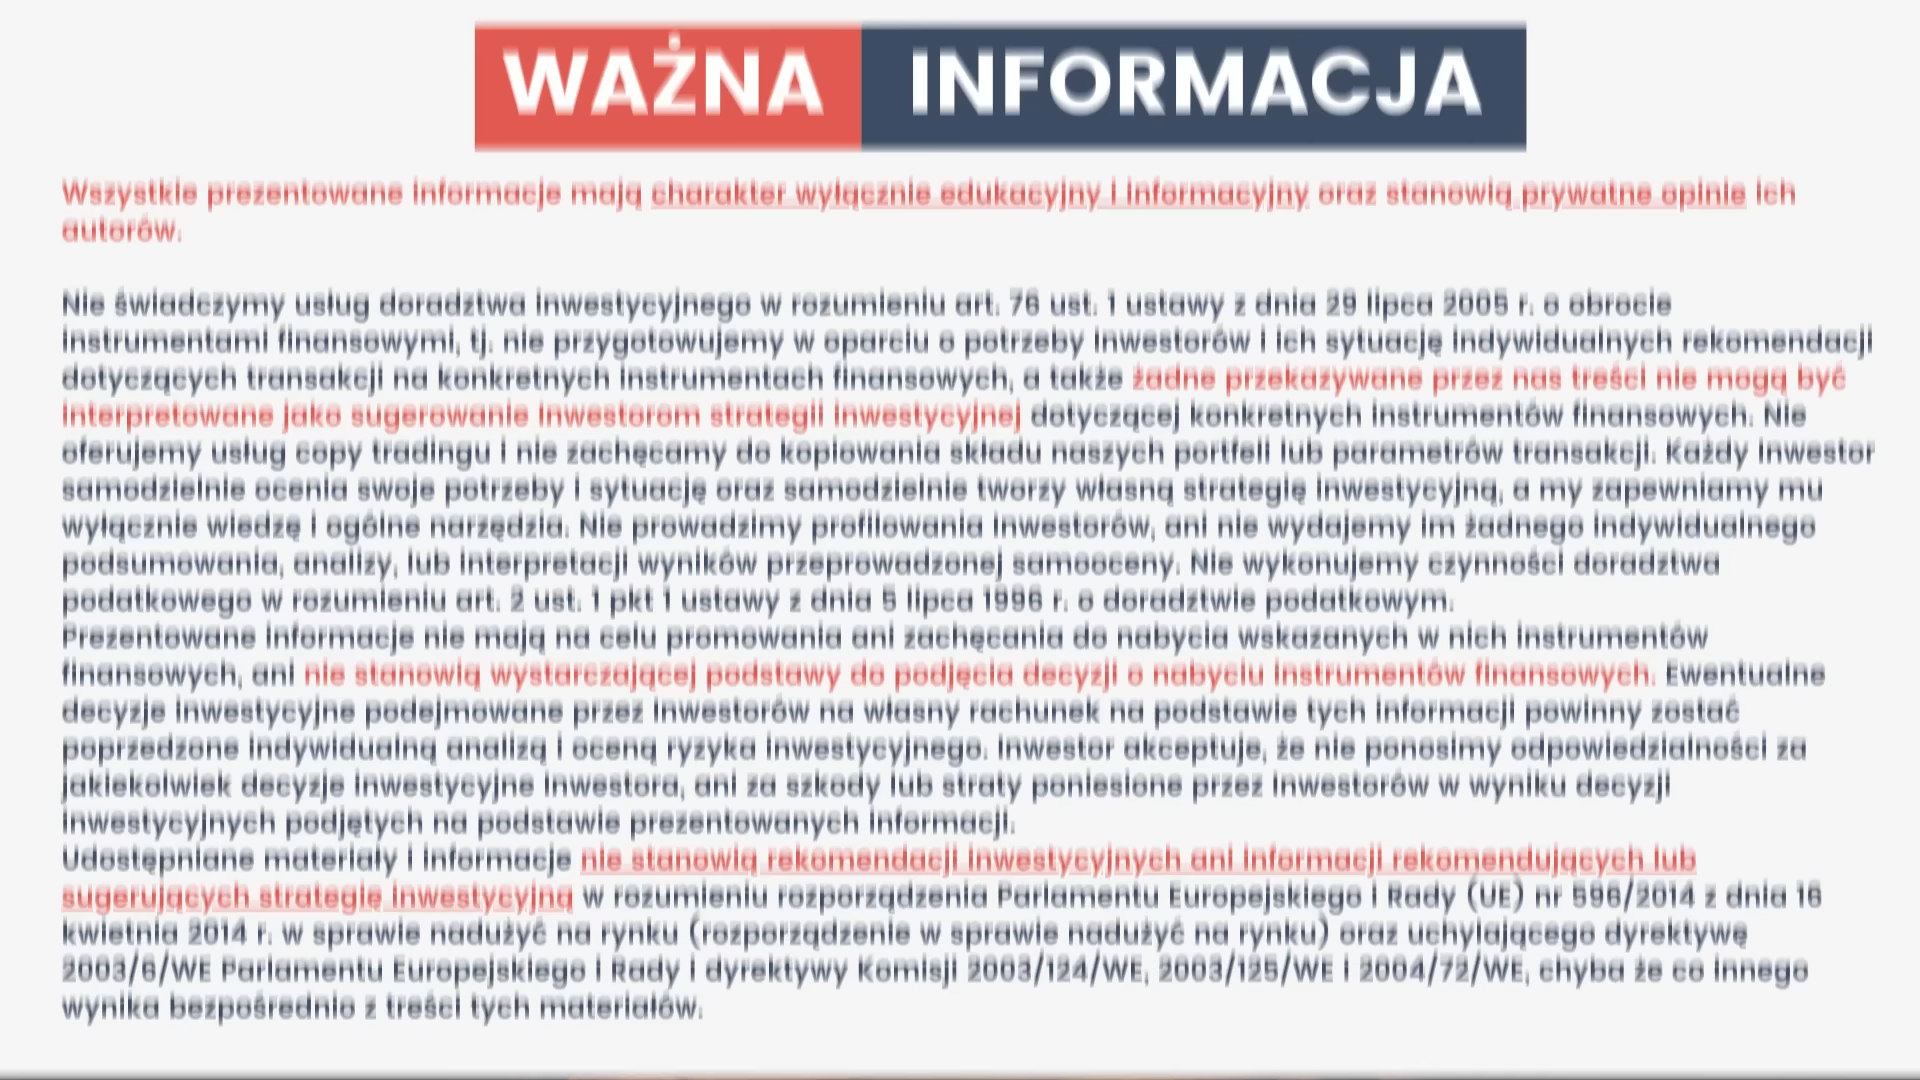 WAŻNA INFORMACJA
Wszystkie prezentowane informacje mają charakter wyłącznie edukacyjny i informacyjny oraz stanowią prywatne opinie ich
autorów.
Nie świadczymy usług doradztwa inwestycyjnego w rozumieniu art. 76 ust. 1 ustawy z dnia 29 lipca 2005 r. o obrocie
instrumentami finansowymi, tj. nie przygotowujemy w oparciu o potrzeby Inwestorów i ich sytuację indywidualnych rekomendacji
dotyczących transakcji na konkretnych instrumentach finansowych, a także żadne przekazywane przez nas treści nie mogą być
interpretowane jako sugerowanie inwestorom strategii inwestycyjnej dotyczącej konkretnych instrumentów finansowych. Nie
oferujemy usług copy tradingu i nie zachęcamy do kopiowania składu naszych portfeli lub parametrów transakcji. Każdy Inwestor
samodzielnie ocenia swoje potrzeby i sytuację oraz samodzielnie tworzy własną strategię inwestycyjną, a my zapewniamy mu
wyłącznie wiedzę i ogólne narzędzia. Nie prowadzimy profilowania Inwestorów, ani nie wydajemy im żadnego indywidualnego
podsumowania, analizy, lub interpretacji wyników przeprowadzonej samooceny. Nie wykonujemy czynności doradztwa
podatkowego w rozumieniu art. 2 ust. 1 pkt 1 ustawy z dnia 5 lipca 1996 r. o doradztwie podatkowym.
Prezentowane informacje nie mają na celu promowania ani zachęcania do nabycia wskazanych w nich instrumentów
finansowych, ani nie stanowią wystarczającej podstawy do podjęcia decyzji o nabyciu instrumentów finansowych. Ewentualne
decyzje inwestycyjne podejmowane przez Inwestorów na własny rachunek na podstawie tych informacji powinny zostać
poprzedzone indywidualną analizą i oceną ryzyka inwestycyjnego. Inwestor akceptuje, że nie ponosimy odpowiedzialności za
jakiekolwiek decyzje inwestycyjne Inwestora, ani za szkody lub straty poniesione przez Inwestorów w wyniku decyzji
inwestycyjnych podjętych na podstawie prezentowanych informacji.
Udostępniane materiały i informacje nie stanowią rekomendacji inwestycyjnych ani informacji rekomendujących lub
sugerujących strategię inwestycyjną w rozumieniu rozporządzenia Parlamentu Europejskiego i Rady (UE) nr 596/2014 z dnia 16
kwietnia 2014 r. w sprawie nadużyć na rynku (rozporządzenie w sprawie nadużyć na rynku) oraz uchylającego dyrektywę
2003/6/WE Parlamentu Europejskiego i Rady i dyrektywy Komisji 2003/124/WE, 2003/125/WE i 2004/72/WE, chyba że co innego
wynika bezpośrednio z treści tych materiałów.